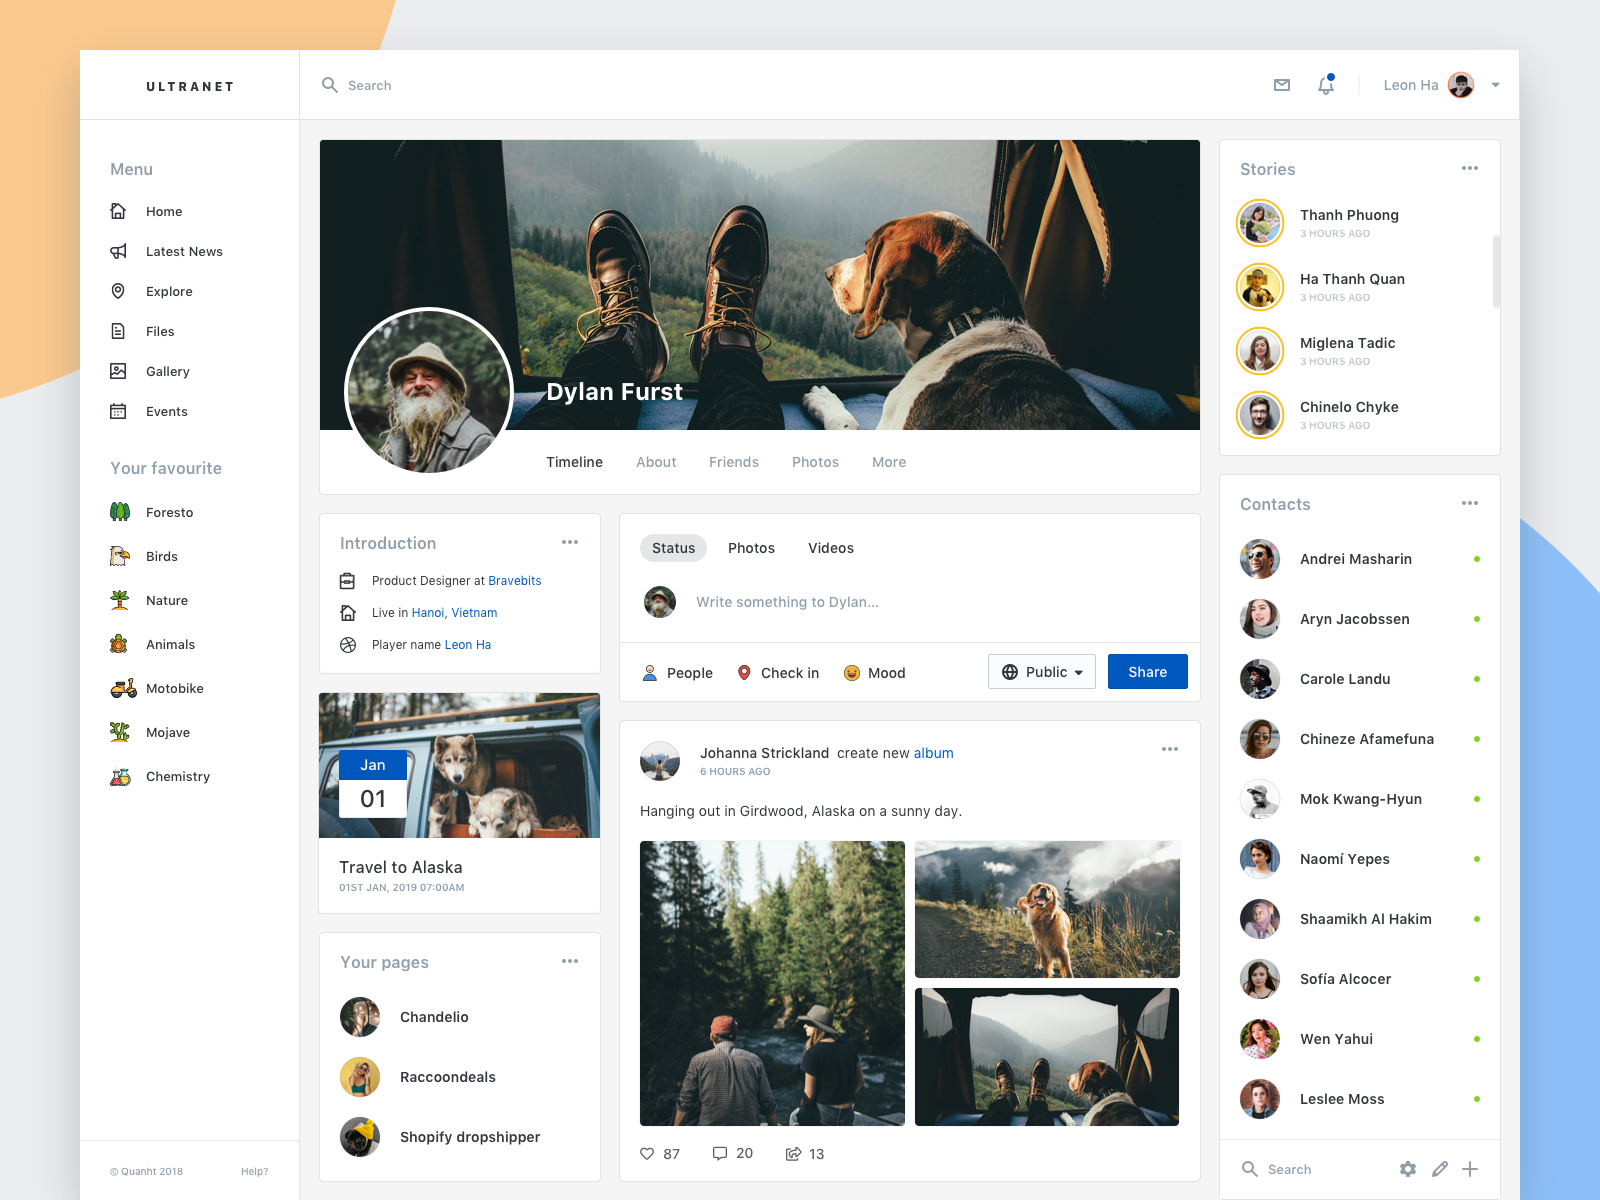 ULTRANET
Search
Leon Ha
Menu
Home
Latest News
Explore
Files
Gallery
Events
Your favourite
Foresto
Birds
Nature
Animals
Motobike
Mojave
Chemistry
© Quanht 2018
Help?
Dylan Furst
Timeline
About
Friends
Photos
More
Introduction
Product Designer at Bravebits
Live in Hanoi, Vietnam
Player name Leon Ha
Jan
01
Travel to Alaska
01ST JAN, 2019 07:00AM
Your pages
Chandelio
Raccoondeals
Shopify dropshipper
Status
Photos
Videos
Write something to Dylan...
People
Check in
Mood
Public
Share
Johanna Strickland create new album
6 HOURS AGO
Hanging out in Girdwood, Alaska on a sunny day.
87
20
13
Stories
Thanh Phuong
3 HOURS AGO
Ha Thanh Quan
3 HOURS AGO
Miglena Tadic
3 HOURS AGO
Chinelo Chyke
3 HOURS AGO
Contacts
Andrei Masharin
Aryn Jacobssen
Carole Landu
Chineze Afamefuna
Mok Kwang-Hyun
Naomí Yepes
Shaamikh Al Hakim
Sofía Alcocer
Wen Yahui
Leslee Moss
Search